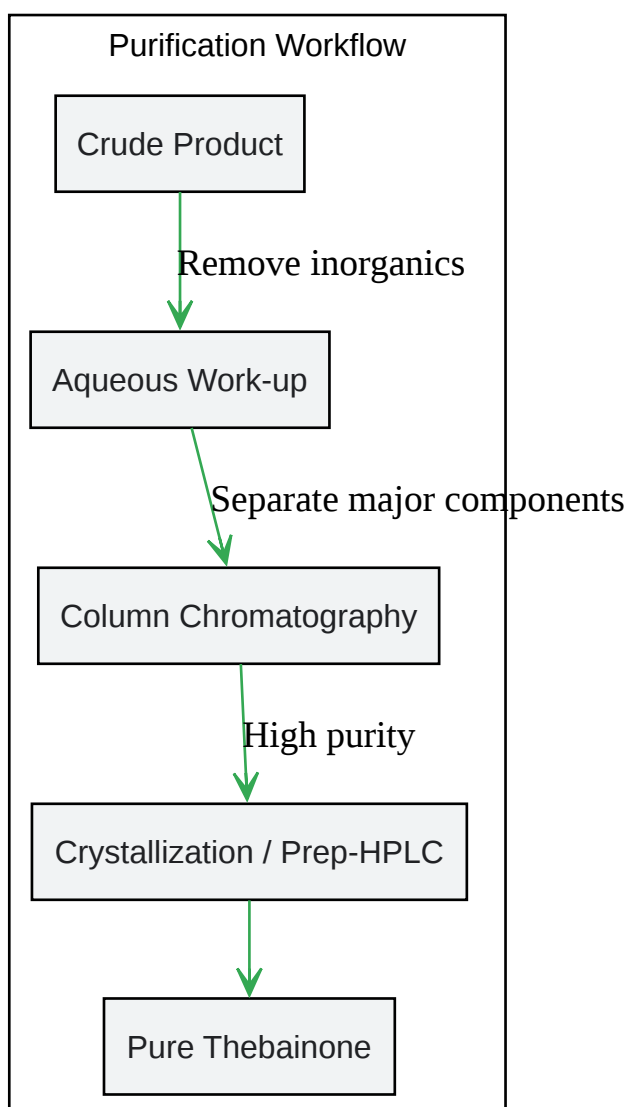 Purification Workflow
Crude Product
Remove inorganics
Aqueous Work-up
Separate major components
Column Chromatography
High purity
Crystallization / Prep-HPLC
Pure Thebainone